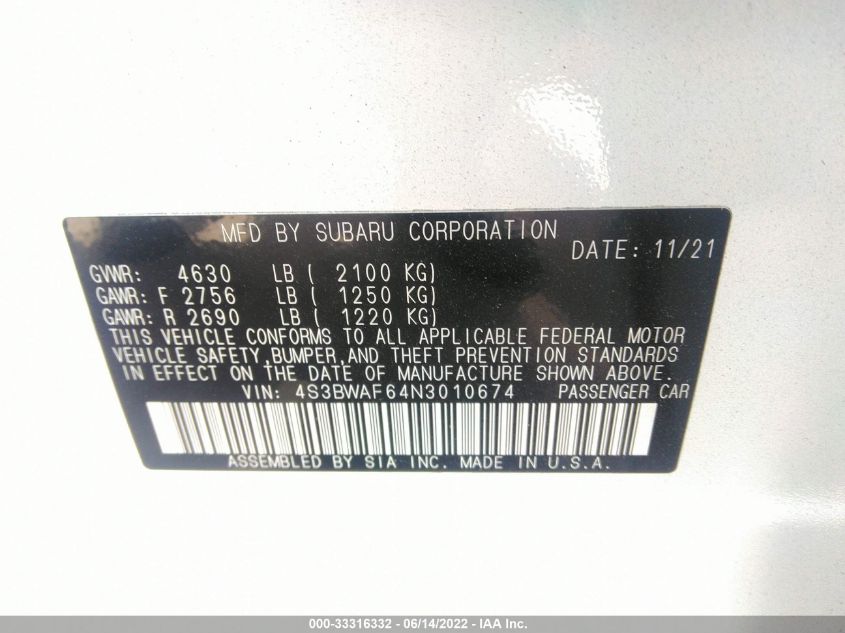 MFD BY SUBARU CORPORATION
DATE: 11/21
GVWR: 4630 LB ( 2100 KG)
GAWR: F 2756 LB ( 1250 KG)
GAWR: R 2690 LB ( 1220 KG)
THIS VEHICLE CONFORMS TO ALL APPLICABLE FEDERAL MOTOR
VEHICLE SAFETY,BUMPER,AND THEFT PREVENTION STANDARDS
IN EFFECT ON THE DATE OF MANUFACTURE SHOWN ABOVE.
VIN: 4S3BWAF64N3010674 PASSENGER CAR
ASSEMBLED BY SIA INC. MADE IN U.S.A.
000-33316332 - 06/14/2022 - IAA Inc.